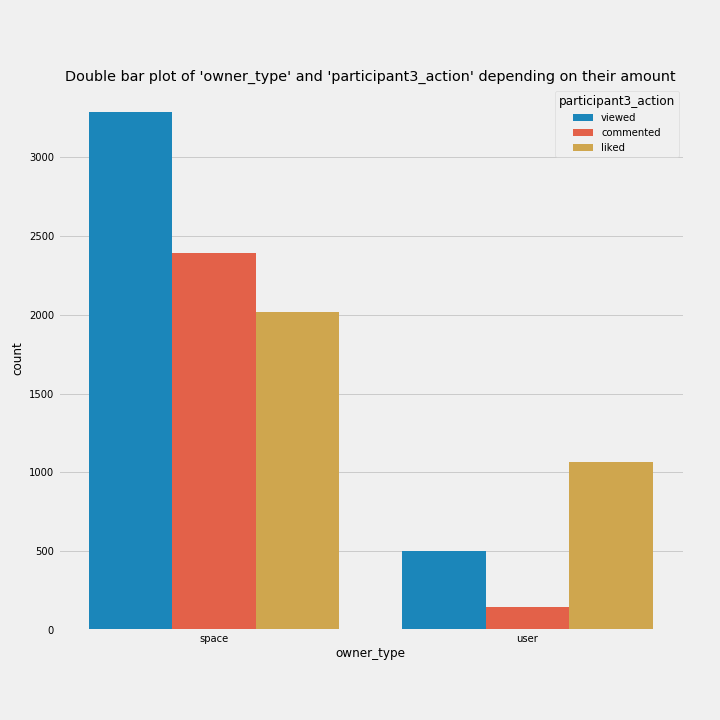 Double bar plot of 'owner_type' and 'participant3_action' depending on their amount
participant3_action
viewed
commented
liked
3000
2500
2000
1500
1000
500
0
count
space
user
owner_type